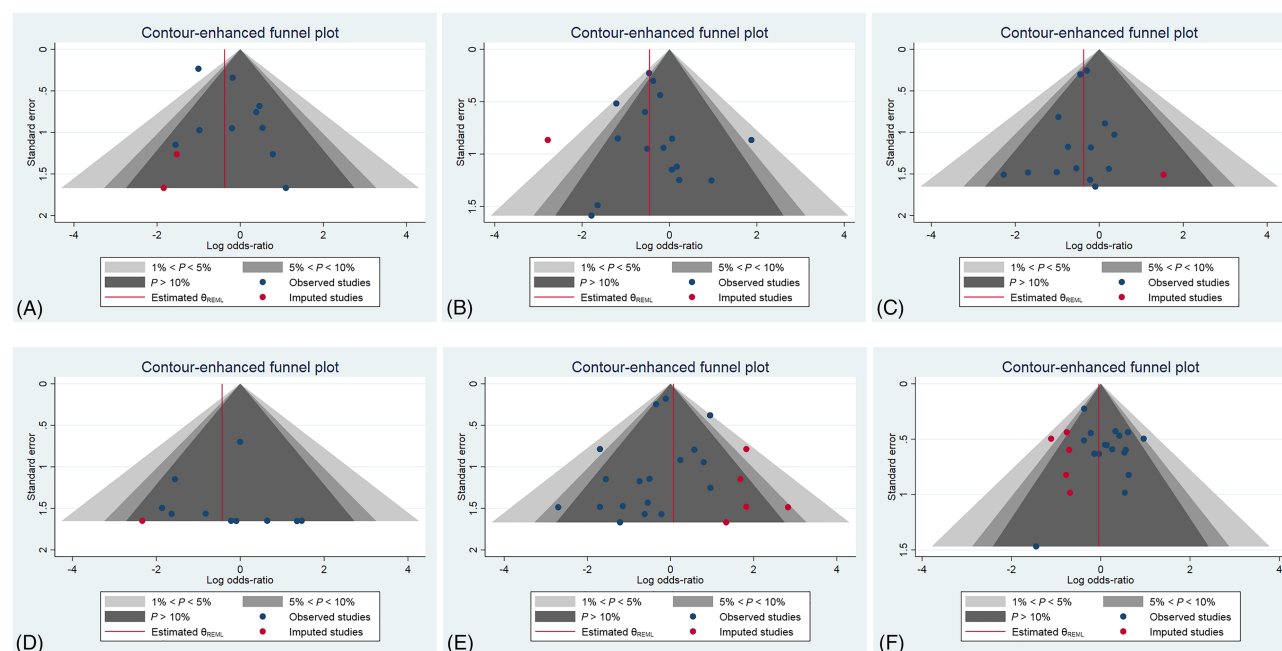 Contour-enhanced funnel plot
0
.5
1
1.5
2
Standard error
-4
-2
0
2
4
Log odds-ratio
1% < P < 5%
5% < P < 10%
P > 10%
Observed studies
Estimated θREML
Imputed studies
(A)
Contour-enhanced funnel plot
0
.5
1
1.5
Standard error
-4
-2
0
2
4
Log odds-ratio
1% < P < 5%
5% < P < 10%
P > 10%
Observed studies
Estimated θREML
Imputed studies
(B)
Contour-enhanced funnel plot
0
.5
1
1.5
2
Standard error
-4
-2
0
2
4
Log odds-ratio
1% < P < 5%
5% < P < 10%
P > 10%
Observed studies
Estimated θREML
Imputed studies
(C)
Contour-enhanced funnel plot
0
.5
1
1.5
2
Standard error
-4
-2
0
2
4
Log odds-ratio
1% < P < 5%
5% < P < 10%
P > 10%
Observed studies
Estimated θREML
Imputed studies
(D)
Contour-enhanced funnel plot
0
.5
1
1.5
2
Standard error
-4
-2
0
2
4
Log odds-ratio
1% < P < 5%
5% < P < 10%
P > 10%
Observed studies
Estimated θREML
Imputed studies
(E)
Contour-enhanced funnel plot
0
.5
1
1.5
Standard error
-4
-2
0
2
4
Log odds-ratio
1% < P < 5%
5% < P < 10%
P > 10%
Observed studies
Estimated θREML
Imputed studies
(F)